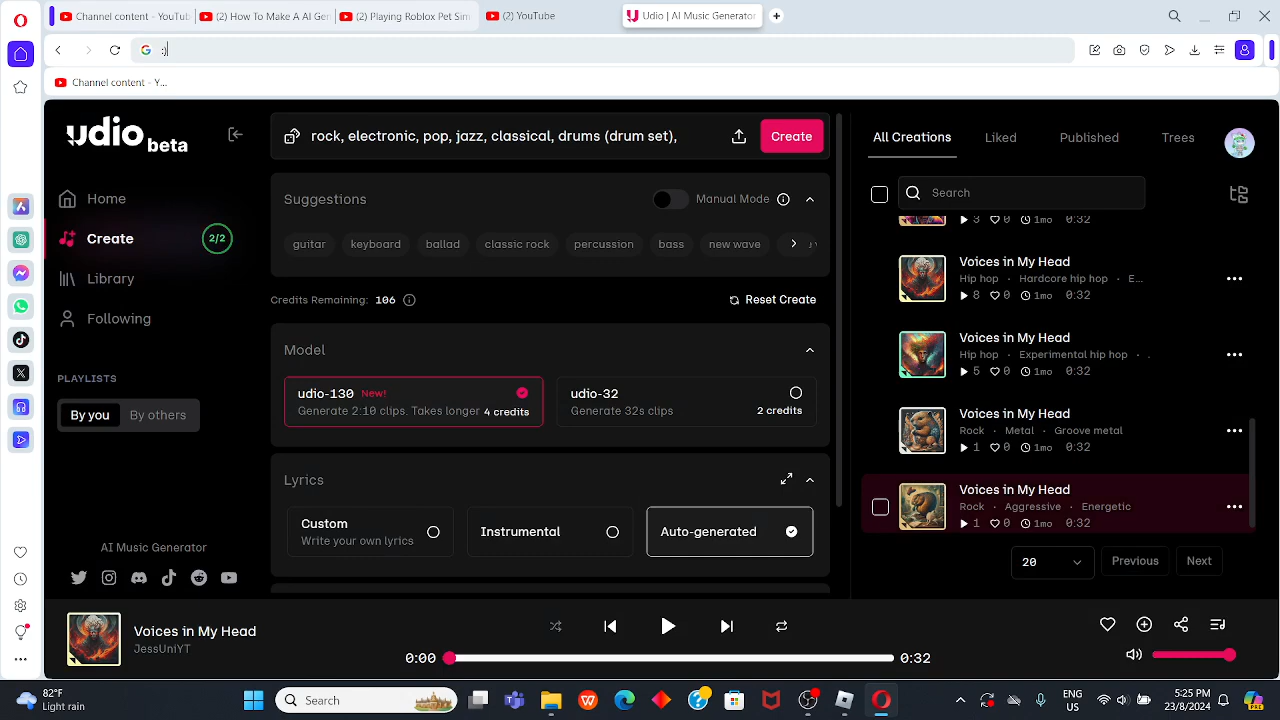 Content - YouTul
(2) How To Make A AI Ger
(2) Playing Roblox
(2) YouTube
Udio | AI Music Generator
Channel content - Y...
udio beta
Home
Create
2/2
Library
Following
PLAYLISTS
By you
By others
AI Music Generator
rock, electronic, pop, jazz, classical, drums (drum set),
Create
Suggestions
Manual Mode
guitar
keyboard
ballad
classic rock
percussion
bass
new wave
Credits Remaining: 106
Reset Create
Model
udio-130 New!
Generate 2.10 clips. Takes or 4 credits
udio-32
Generate 32s clips
2 credits
Lyrics
Custom
Write your own lyrics
Instrumental
Auto-generated
All Creations
Liked
Published
Trees
Search
3 0 1mo 0:32
Voices in My Head
Hip hop · Hardcore hip hop · E...
8 0 1mo 0:32
Voices in My Head
Hip hop · Experimental hip hop · .
5 0 1mo 0:32
Voices in My Head
Rock · Metal · Groove metal
1 0 1mo 0:32
Voices in My Head
Rock · Aggressive · Energetic
1 0 1mo 0:32
20
Previous
Next
Voices in My Head
JessUniYT
0:00
0:32
82°F
Light rain
Search
ENG
US
5:25 PM
23/8/2024